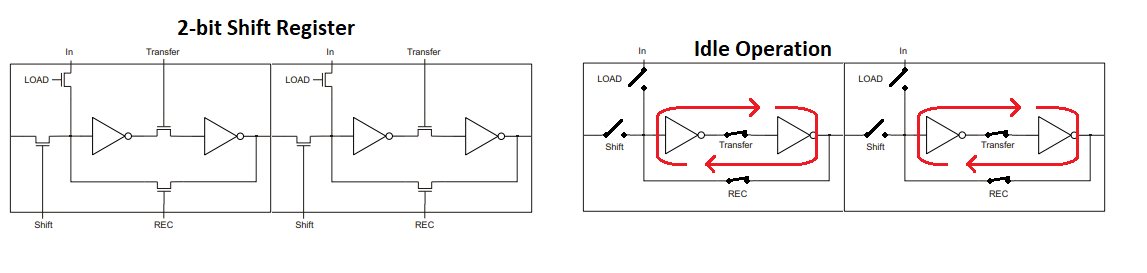 2-bit Shift Register
In
Transfer
In
Transfer
LOAD
LOAD
Shift
REC
Shift
REC
Idle Operation
In
In
LOAD
LOAD
Shift
Transfer
Shift
Transfer
REC
REC